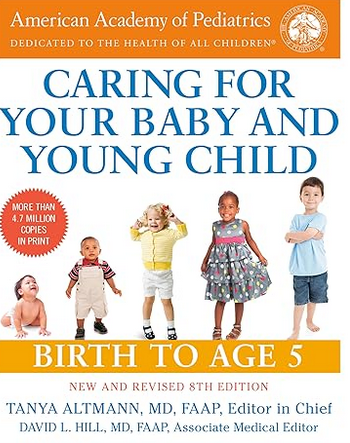 American Academy of Pediatrics
DEDICATED TO THE HEALTH OF ALL CHILDREN®
CARING FOR
YOUR BABY AND
YOUNG CHILD
MORE THAN
4.7 MILLION
COPIES
IN PRINT
BIRTH TO AGE 5
NEW AND REVISED 8TH EDITION
TANYA ALTMANN, MD, FAAP, Editor in Chief
DAVID L. HILL, MD, FAAP, Associate Medical Editor